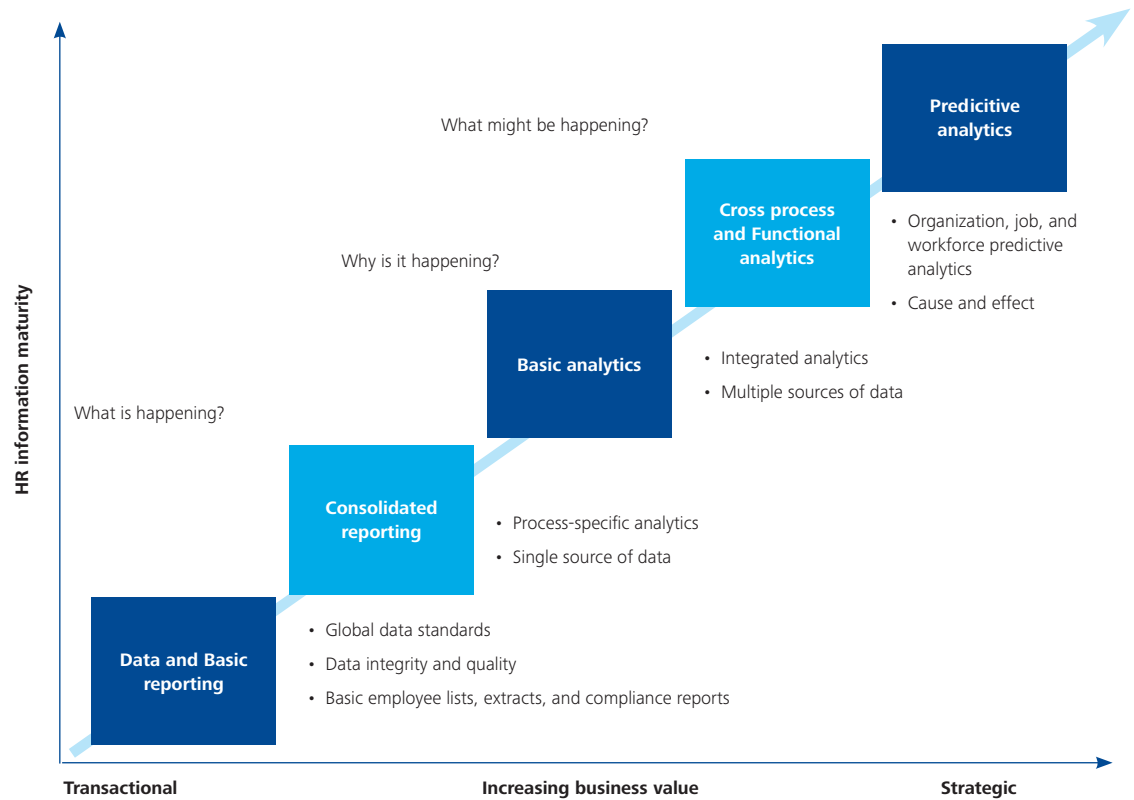 Predicitive
analytics
What might be happening?
Cross process
and Functional
analytics
• Organization, job, and
workforce predictive
analytics
• Cause and effect
Why is it happening?
Basic analytics
• Integrated analytics
• Multiple sources of data
What is happening?
Consolidated
reporting
• Process-specific analytics
• Single source of data
Data and Basic
reporting
• Global data standards
• Data integrity and quality
• Basic employee lists, extracts, and compliance reports
HR information maturity
Transactional
Increasing business value
Strategic